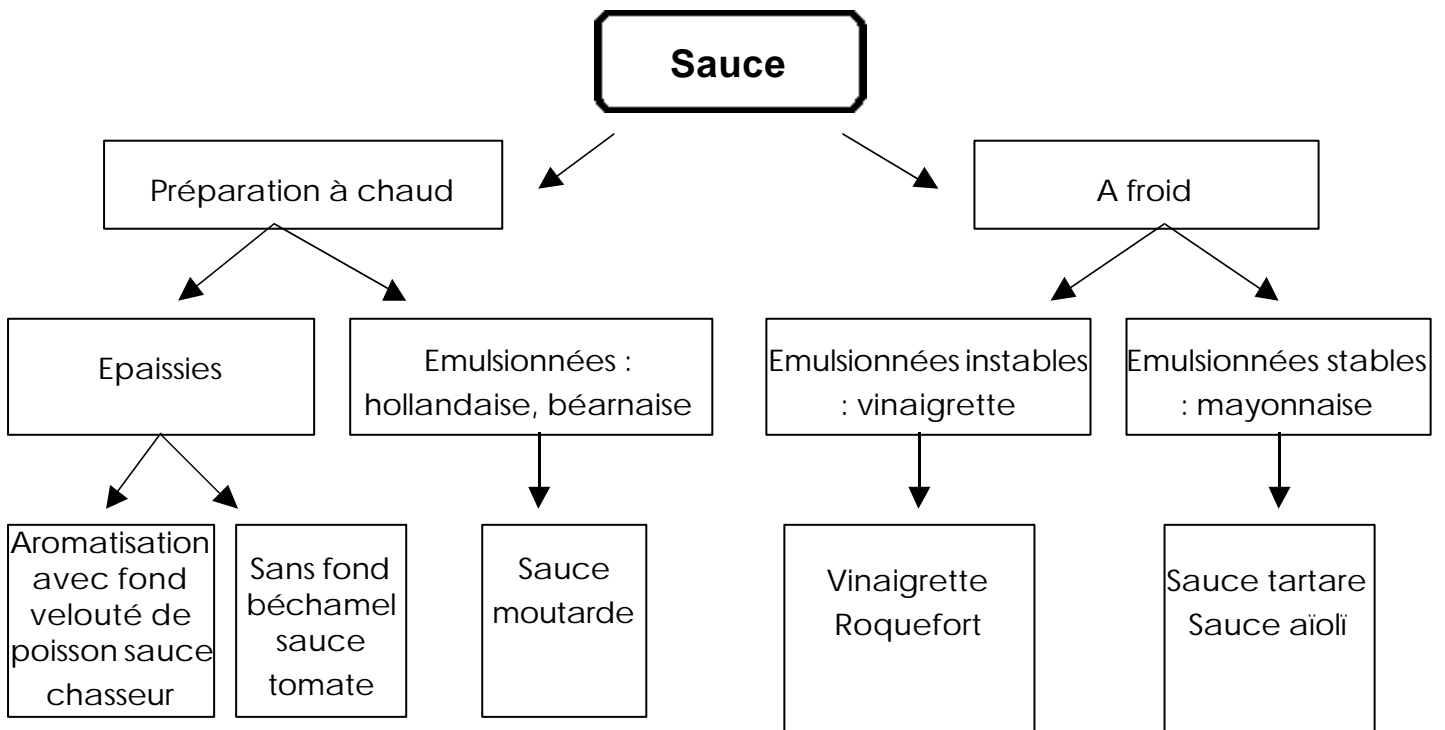 Sauce
Préparation à chaud
A froid
Epaissies
Emulsionnées :
hollandaise, béarnaise
Emulsionnées instables
: vinaigrette
Emulsionnées stables
: mayonnaise
Aromatisation
avec fond
velouté de
poisson sauce
chasseur
Sans fond
béchamel
sauce
tomate
Sauce
moutarde
Vinaigrette
Roquefort
Sauce tartare
Sauce aïolï